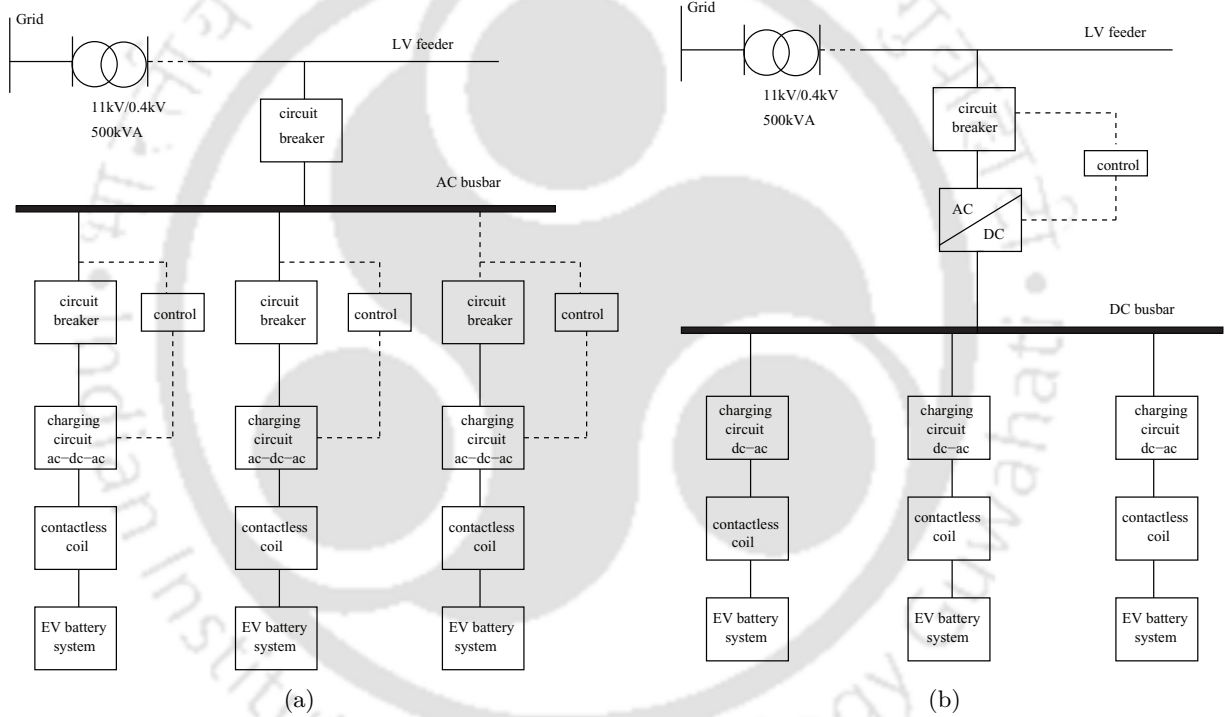 Grid
LV feeder
11kV/0.4kV
500kVA
circuit
breaker
AC busbar
circuit
breaker
control
circuit
breaker
control
circuit
breaker
control
charging
circuit
ac-dc-ac
charging
circuit
ac-dc-ac
charging
circuit
ac-dc-ac
contactless
coil
contactless
coil
contactless
coil
EV battery
system
EV battery
system
EV battery
system
(a)
Grid
LV feeder
11kV/0.4kV
500kVA
circuit
breaker
control
AC
DC
DC busbar
charging
circuit
dc-ac
charging
circuit
dc-ac
charging
circuit
dc-ac
contactless
coil
contactless
coil
contactless
coil
EV battery
system
EV battery
system
EV battery
system
(b)